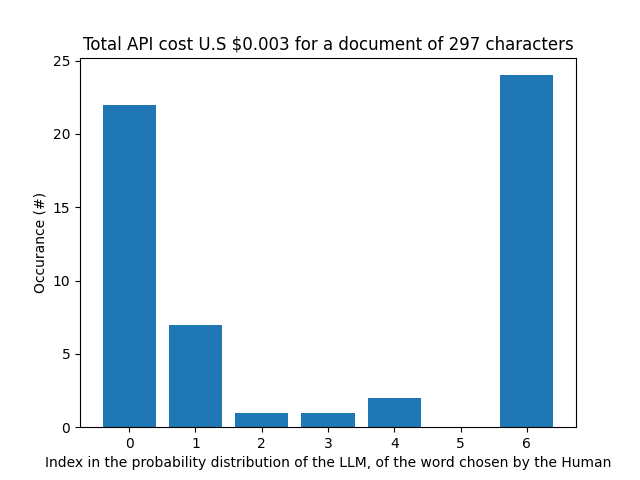 Total API cost U.S $0.003 for a document of 297 characters
25
20
15
10
5
0
Occurance (#)
0 1 2 3 4 5 6
Index in the probability distribution of the LLM, of the word chosen by the Human